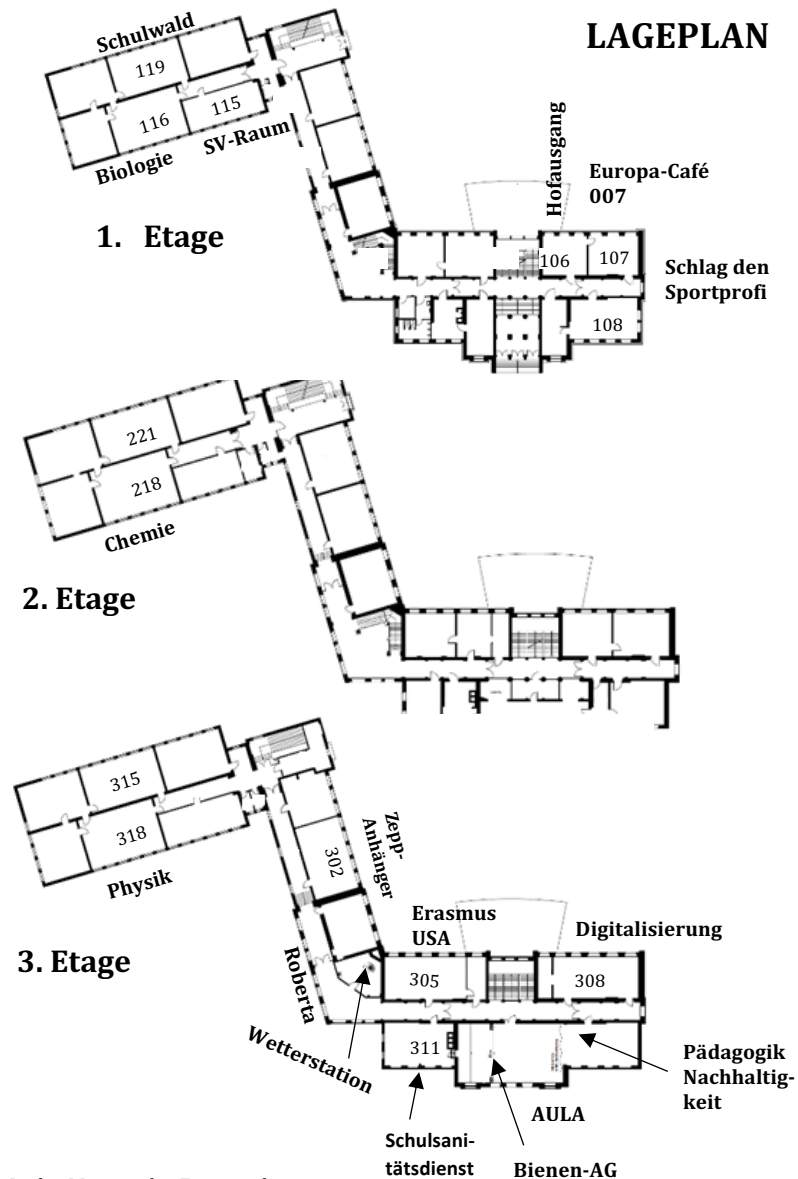 LAGEPLAN
Schulwald
119
116
115
Biologie
SV-Raum
1. Etage
Hofausgang
Europa-Café
007
106
107
108
Schlag den
Sportprofi
221
218
Chemie
2. Etage
315
318
Physik
302
Zepp-
Anhänger
3. Etage
Roberta
Wetterstation
Erasmus
USA
305
Digitalisierung
308
311
Pädagogik
Nachhaltig-
keit
AULA
Schulsani-
tätsdienst
Bienen-AG